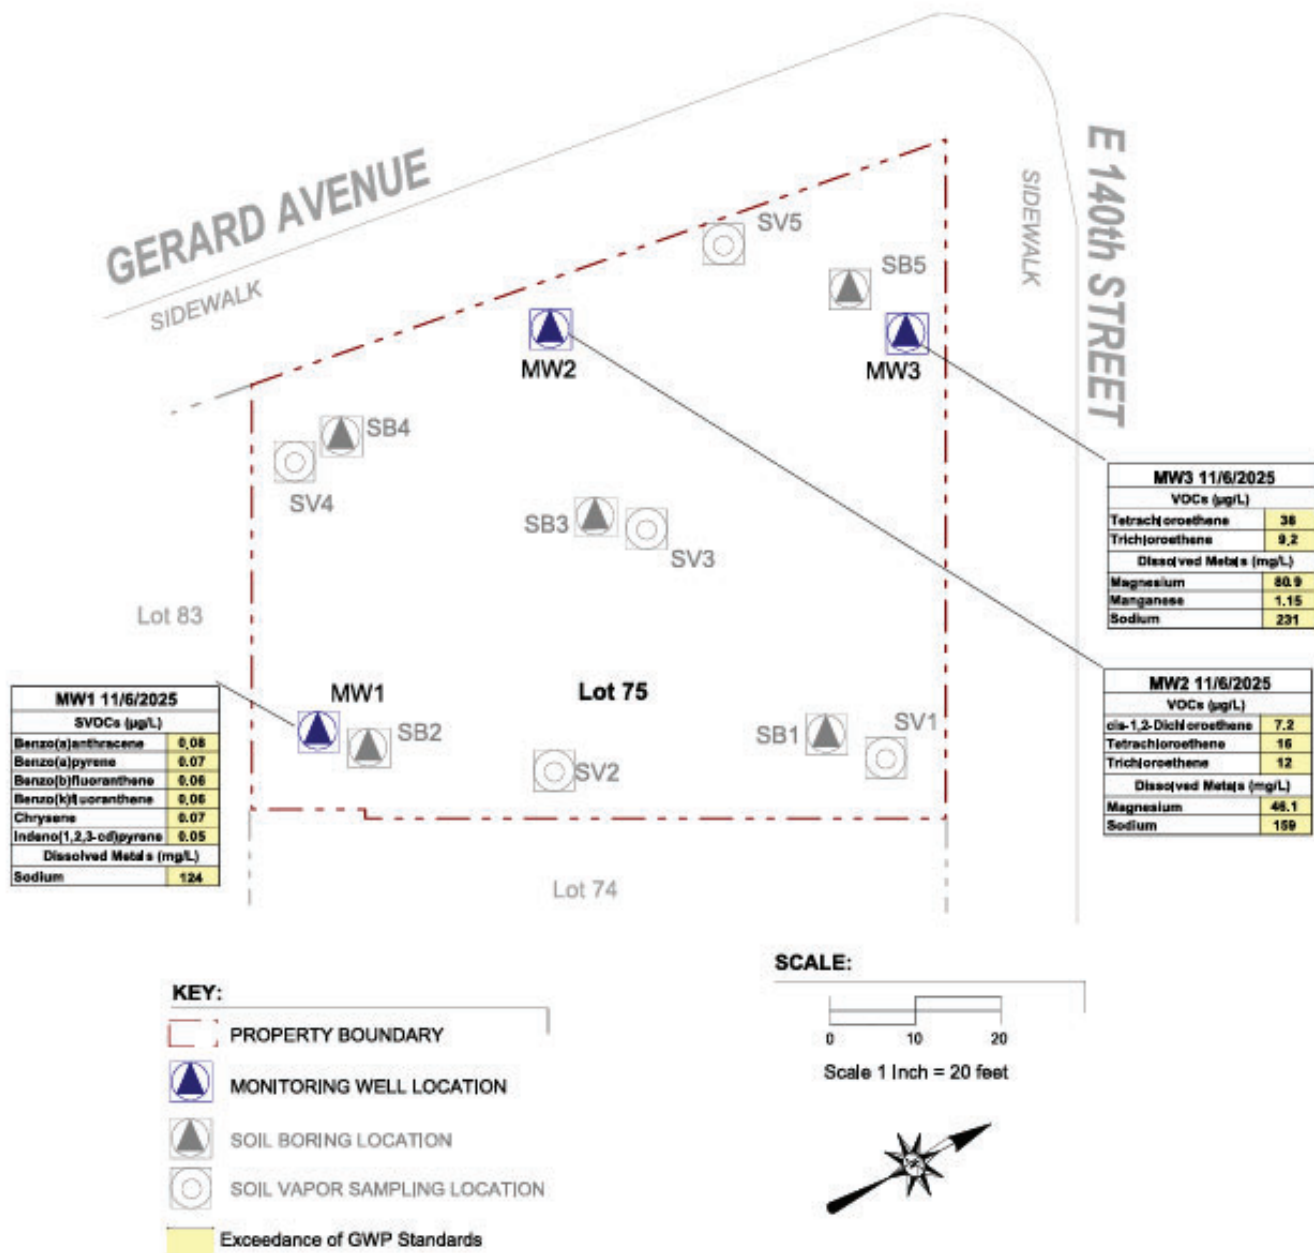 GERARD AVENUE
SIDEWALK
E 140th STREET
SIDEWALK
SV5
SB5
MW2
MW3
SB4
SV4
SB3
SV3
Lot 83
MW1
Lot 75
SB2
SB1
SV1
SV2
Lot 74
MW3 11/6/2025
VOCs (µg/L)
Tetrachloroethene 38
Trichloroethene 9.2
Dissolved Metals (mg/L)
Magnesium 80.9
Manganese 1.15
Sodium 231
MW2 11/6/2025
VOCs (µg/L)
cis-1,2-Dichloroethene 7.2
Tetrachloroethene 16
Trichloroethene 12
Dissolved Metals (mg/L)
Magnesium 46.1
Sodium 159
MW1 11/6/2025
SVOCs (µg/L)
Benzo(a)anthracene 0.08
Benzo(a)pyrene 0.07
Benzo(b)fluoranthene 0.06
Benzo(k)fluoranthene 0.06
Chrysene 0.07
Indeno(1,2,3-cd)pyrene 0.05
Dissolved Metals (mg/L)
Sodium 124
KEY:
PROPERTY BOUNDARY
MONITORING WELL LOCATION
SOIL BORING LOCATION
SOIL VAPOR SAMPLING LOCATION
Exceedance of GWP Standards
SCALE:
0 10 20
Scale 1 Inch = 20 feet